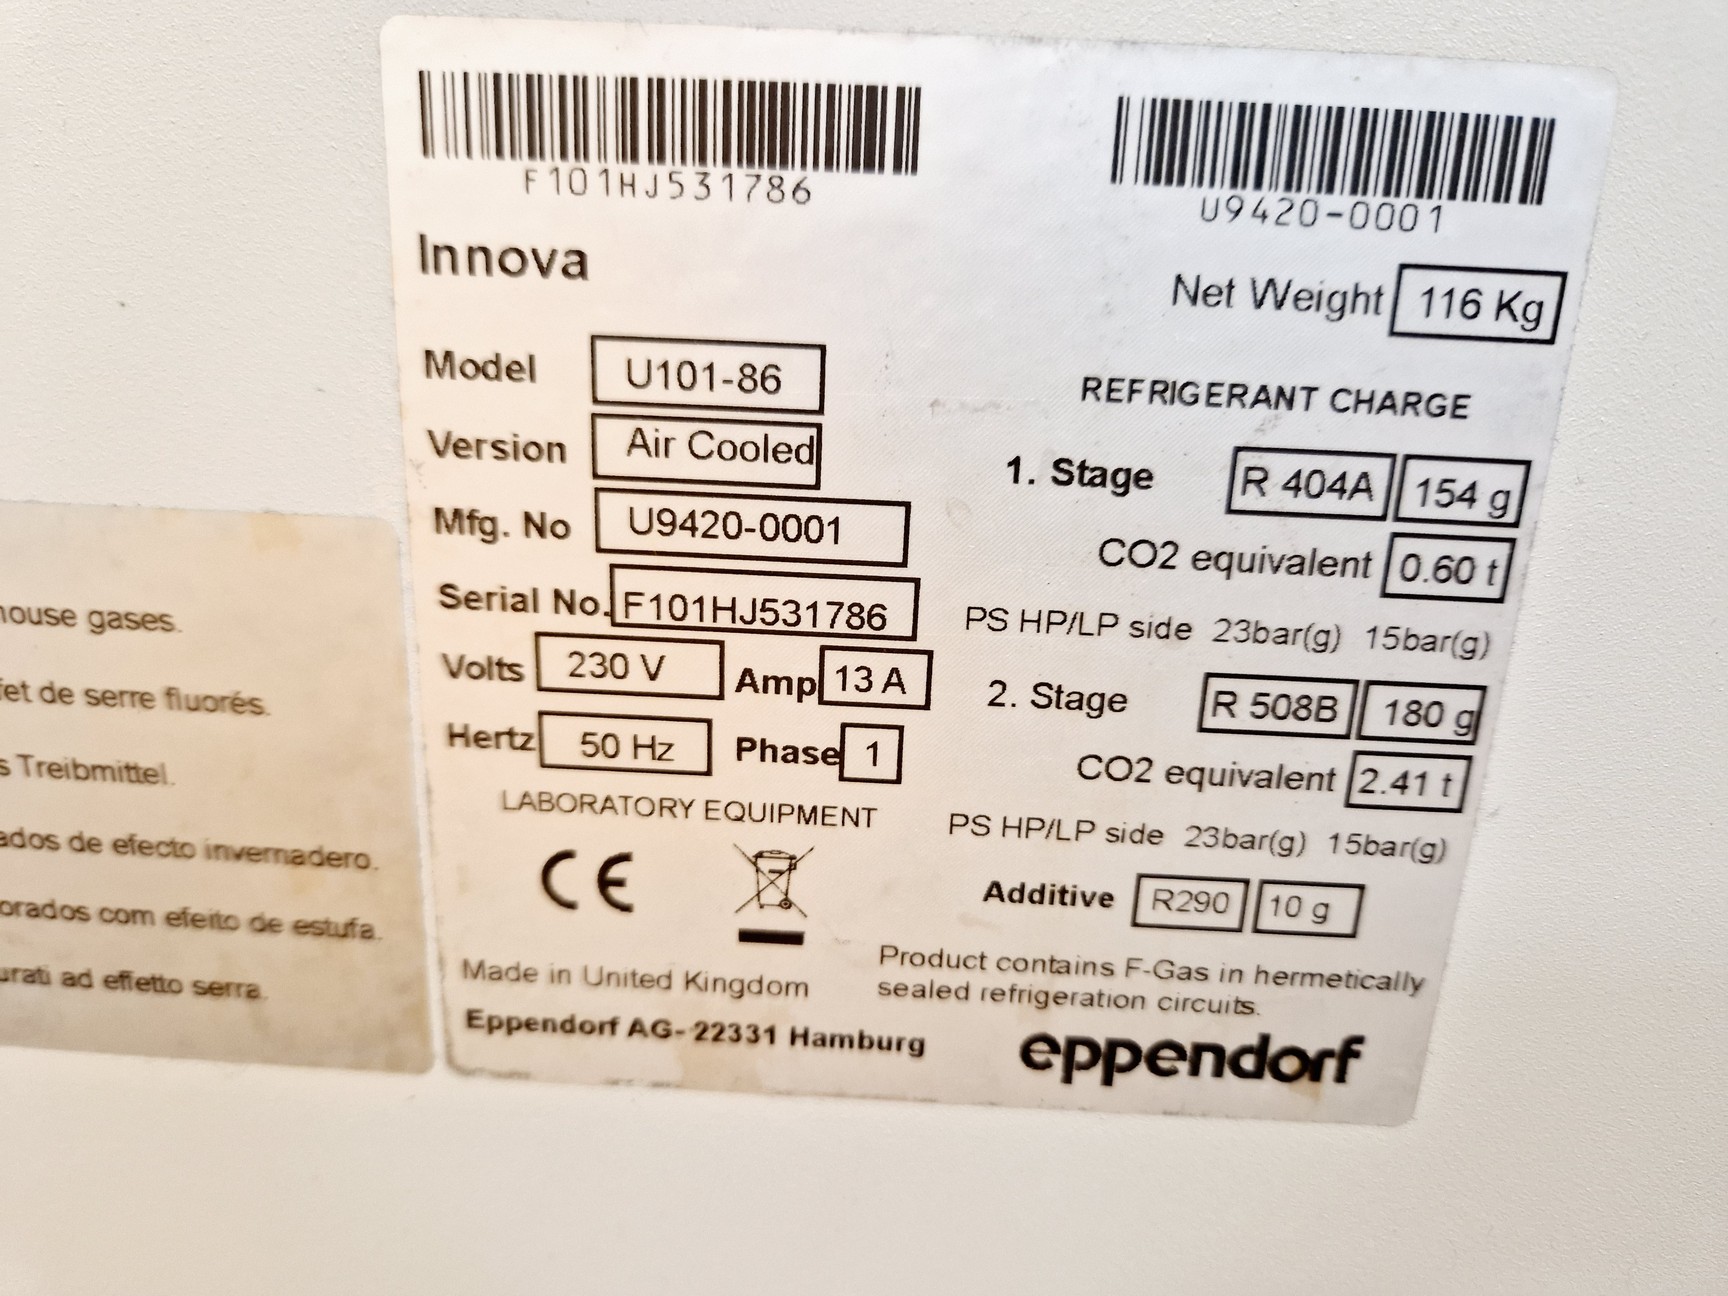 F101HJ531786
U9420-0001
Innova
Net Weight 116 Kg
Model U101-86
Version Air Cooled
Mfg. No U9420-0001
Serial No. F101HJ531786
Volts 230 V Amp 13 A
Hertz 50 Hz Phase 1
LABORATORY EQUIPMENT
CE
Made in United Kingdom
Eppendorf AG- 22331 Hamburg
REFRIGERANT CHARGE
1. Stage R 404A 154 g
CO2 equivalent 0.60 t
PS HP/LP side 23bar(g) 15bar(g)
2. Stage R 508B 180 g
CO2 equivalent 2.41 t
PS HP/LP side 23bar(g) 15bar(g)
Additive R290 10 g
Product contains F-Gas in hermetically
sealed refrigeration circuits.
eppendorf
gases.
de serre fluorés.
Treibmittel.
de efecto invernadero.
com efeito de estufa.
ad effetto serra.